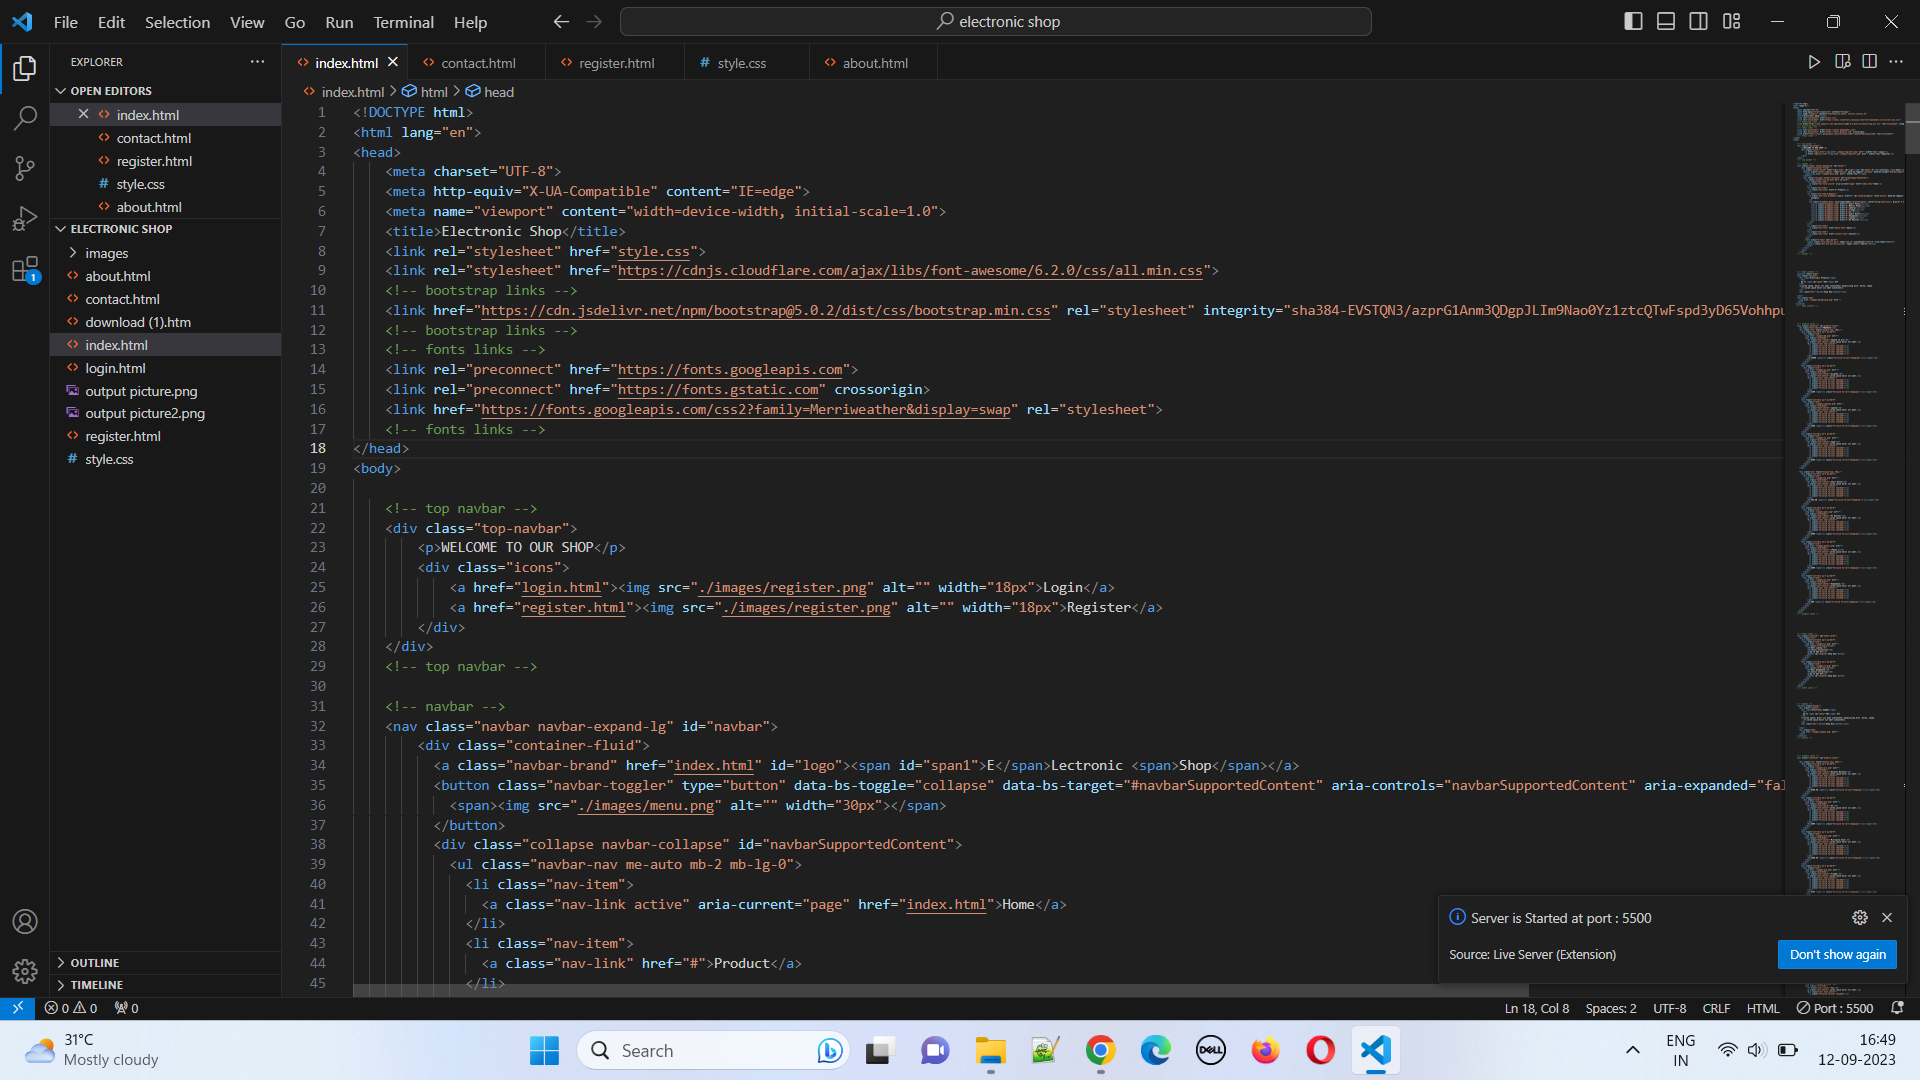 File Edit Selection View Go Run Terminal Help
electronic shop
EXPLORER
OPEN EDITORS
index.html
contact.html
register.html
style.css
about.html
ELECTRONIC SHOP
images
about.html
contact.html
download (1).htm
index.html
login.html
output picture.png
output picture2.png
register.html
style.css
OUTLINE
TIMELINE
index.html contact.html register.html style.css about.html
index.html > html > head
1 <!DOCTYPE html>
2 <html lang="en">
3 <head>
4 <meta charset="UTF-8">
5 <meta http-equiv="X-UA-Compatible" content="IE=edge">
6 <meta name="viewport" content="width=device-width, initial-scale=1.0">
7 <title>Electronic Shop</title>
8 <link rel="stylesheet" href="style.css">
9 <link rel="stylesheet" href="https://cdnjs.cloudflare.com/ajax/libs/font-awesome/6.2.0/css/all.min.css">
10 <!-- bootstrap links -->
11 <link href="https://cdn.jsdelivr.net/npm/bootstrap@5.0.2/dist/css/bootstrap.min.css" rel="stylesheet" integrity="sha384-EVSTQN3/azprG1Anm3QDgpJLIm9Nao0Yz1ztcQTwFspd3yD65Vohhpu
12 <!-- bootstrap links -->
13 <!-- fonts links -->
14 <link rel="preconnect" href="https://fonts.googleapis.com">
15 <link rel="preconnect" href="https://fonts.gstatic.com" crossorigin>
16 <link href="https://fonts.googleapis.com/css2?family=Merriweather&display=swap" rel="stylesheet">
17 <!-- fonts links -->
18 </head>
19 <body>
20
21 <!-- top navbar -->
22 <div class="top-navbar">
23 <p>WELCOME TO OUR SHOP</p>
24 <div class="icons">
25 <a href="login.html"><img src="./images/register.png" alt="" width="18px">Login</a>
26 <a href="register.html"><img src="./images/register.png" alt="" width="18px">Register</a>
27 </div>
28 </div>
29 <!-- top navbar -->
30
31 <!-- navbar -->
32 <nav class="navbar navbar-expand-lg" id="navbar">
33 <div class="container-fluid">
34 <a class="navbar-brand" href="index.html" id="logo"><span id="span1">E</span>Lectronic <span>Shop</span></a>
35 <button class="navbar-toggler" type="button" data-bs-toggle="collapse" data-bs-target="#navbarSupportedContent" aria-controls="navbarSupportedContent" aria-expanded="fal
36 <span><img src="./images/menu.png" alt="" width="30px"></span>
37 </button>
38 <div class="collapse navbar-collapse" id="navbarSupportedContent">
39 <ul class="navbar-nav me-auto mb-2 mb-lg-0">
40 <li class="nav-item">
41 <a class="nav-link active" aria-current="page" href="index.html">Home</a>
42 </li>
43 <li class="nav-item">
44 <a class="nav-link" href="#">Product</a>
45 </li>
Server is Started at port : 5500
Source: Live Server (Extension)
Don't show again
1
0 0 0
Ln 18, Col 8 Spaces: 2 UTF-8 CRLF HTML Port : 5500
31°C
Mostly cloudy
Search
DELL
ENG
IN
16:49
12-09-2023